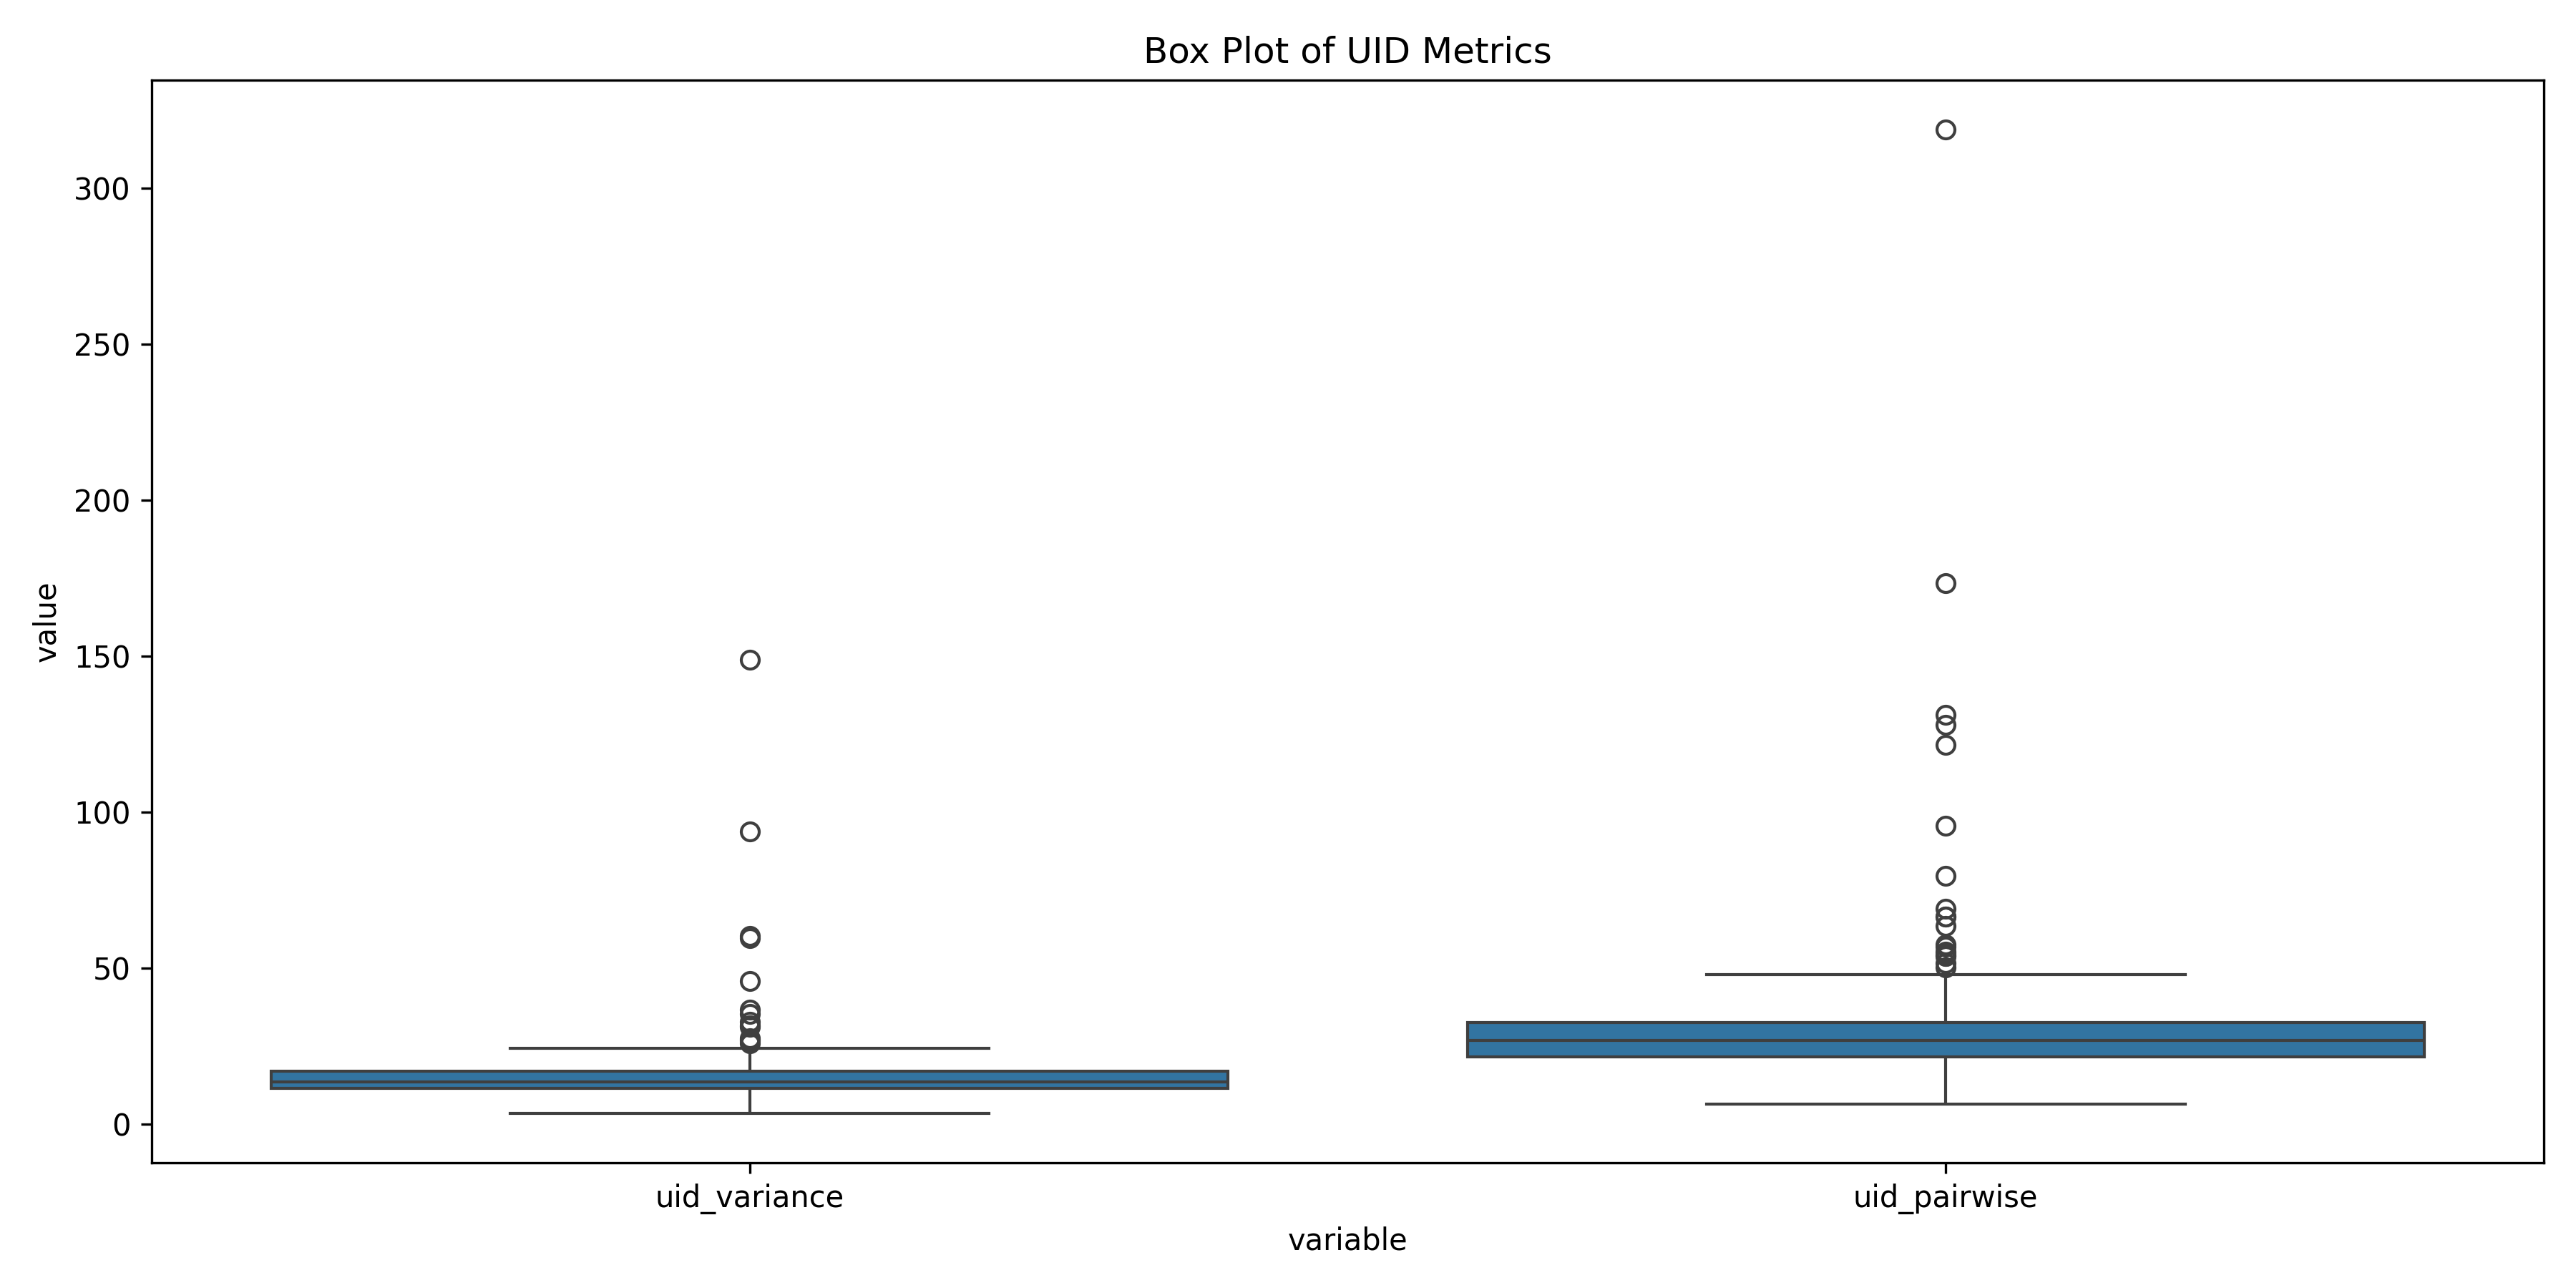 Box Plot of UID Metrics
300
250
200
150
100
50
0
value
uid_variance
uid_pairwise
variable